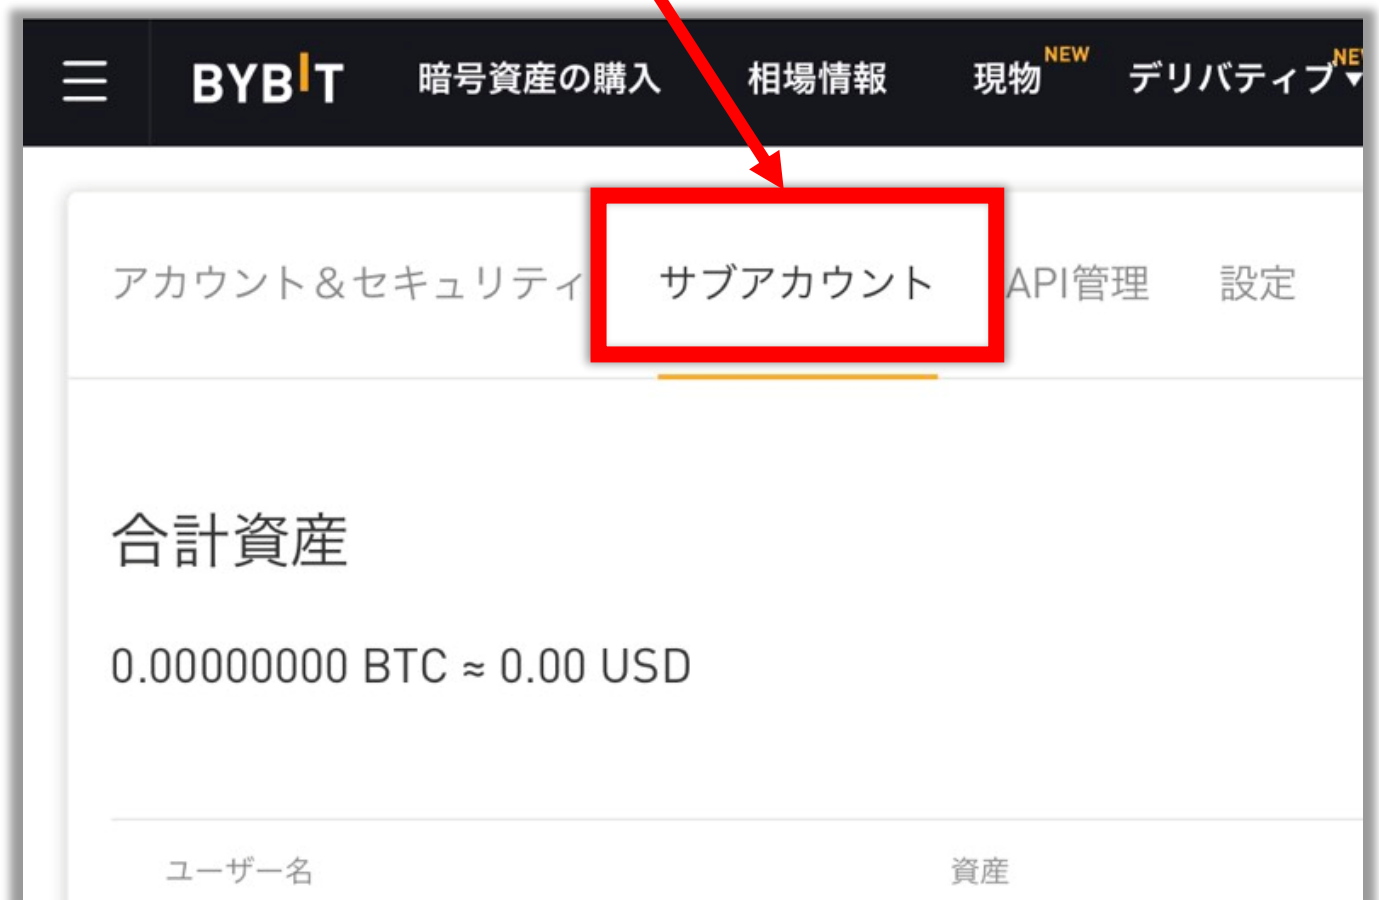 BYBIT 暗号資産の購入 相場情報 現物 NEW デリバティブ
アカウント＆セキュリティ サブアカウント API管理 設定
合計資産
0.00000000 BTC ≈ 0.00 USD
ユーザー名 資産